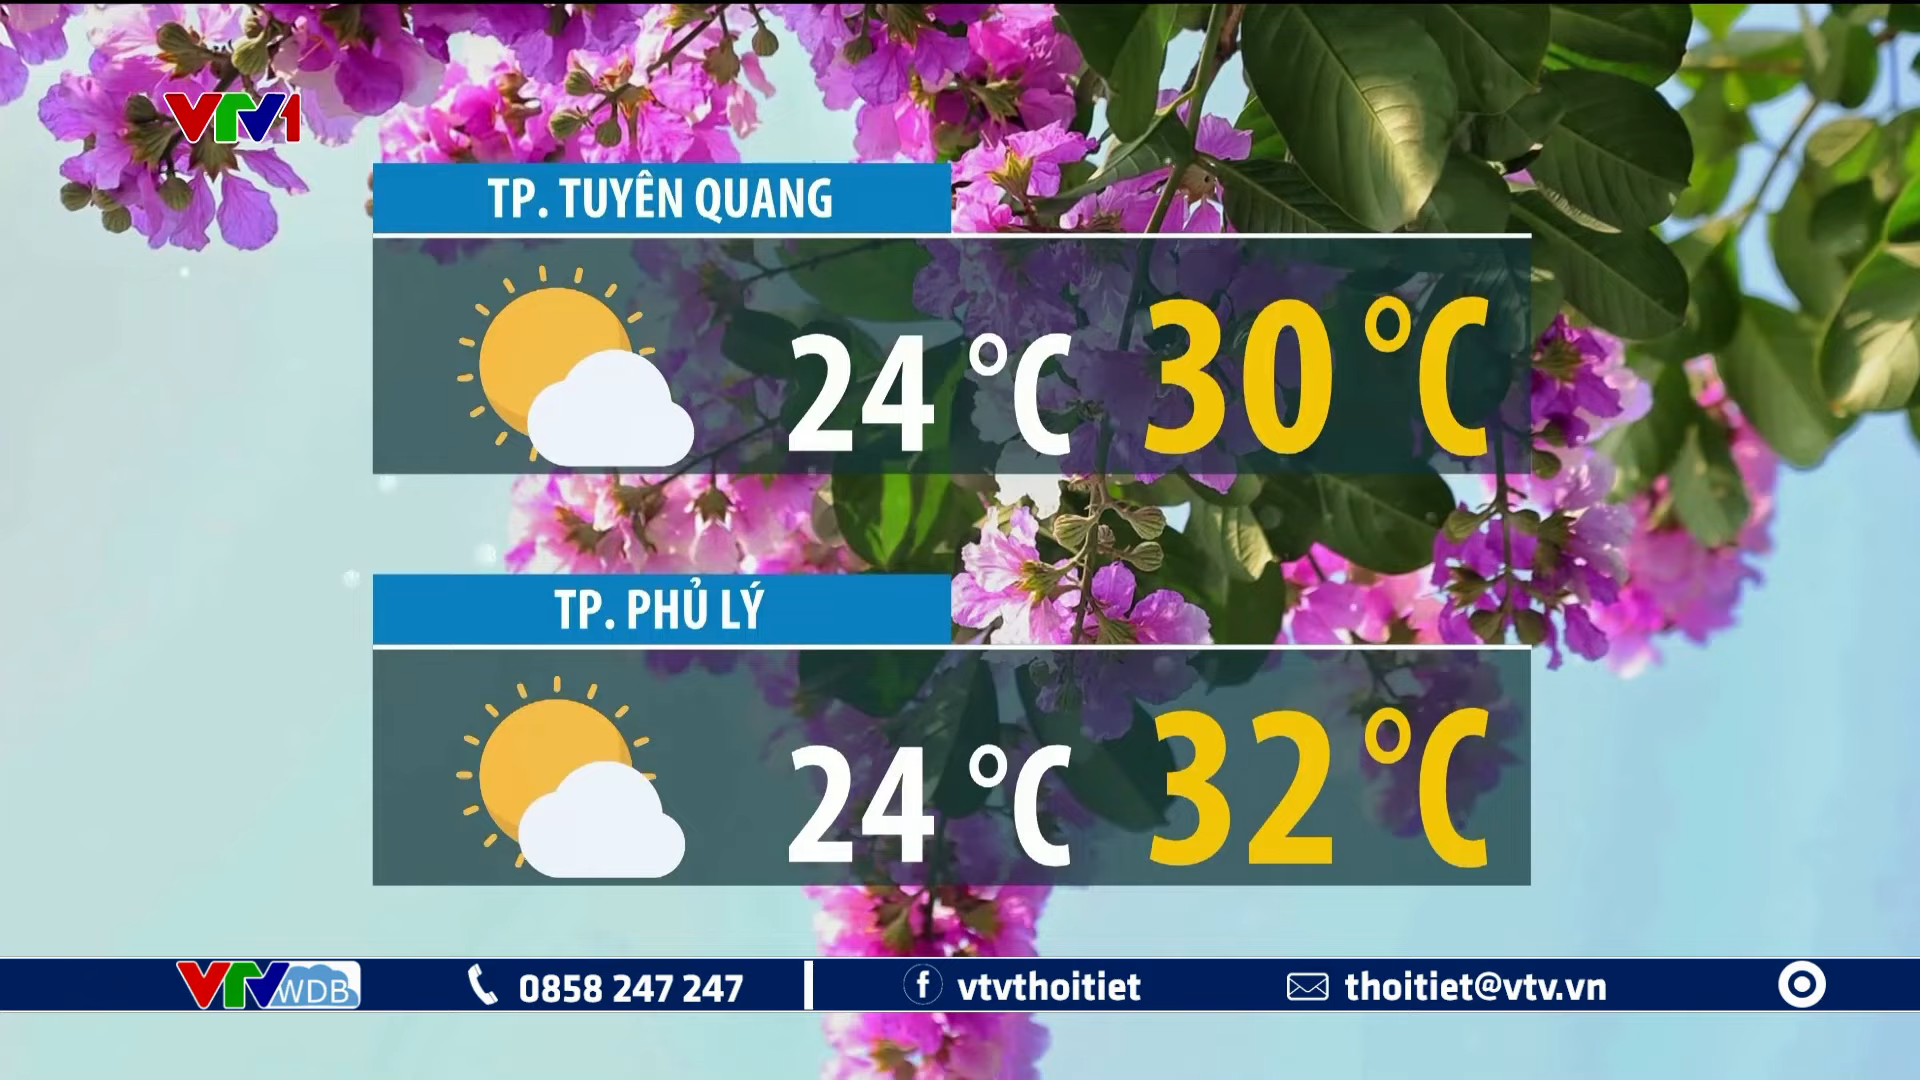 VTV1
TP. TUYÊN QUANG
24 °C 30 °C
TP. PHỦ LÝ
24 °C 32 °C
VTV WDB 0858 247 247 f vtvthoitiet thoitiet@vtv.vn